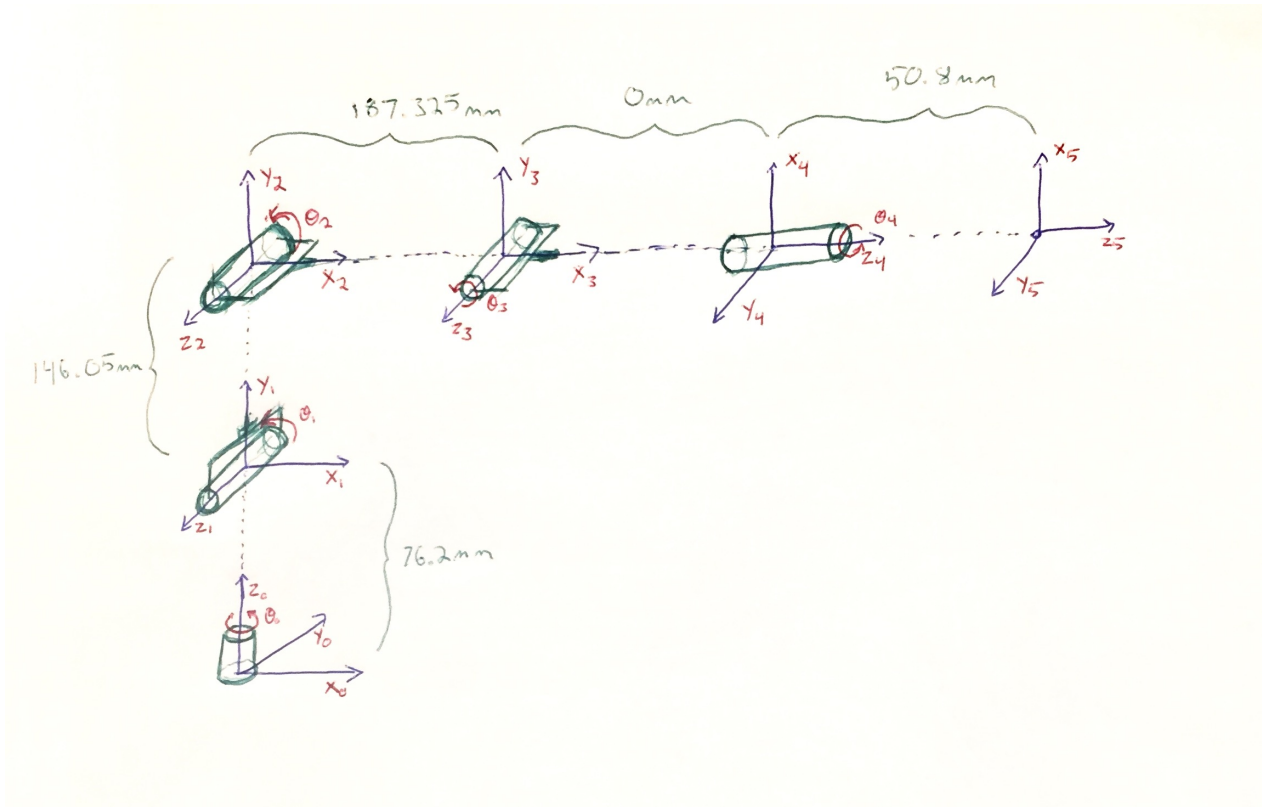 50.8mm
187.325mm
0mm
Y2
θ2
X2
Z2
Y3
X3
θ3
Z3
X4
θ4
Z4
Y4
X5
Z5
Y5
146.05mm
Y1
θ1
X1
Z1
76.2mm
Z0
θ0
Y0
X0